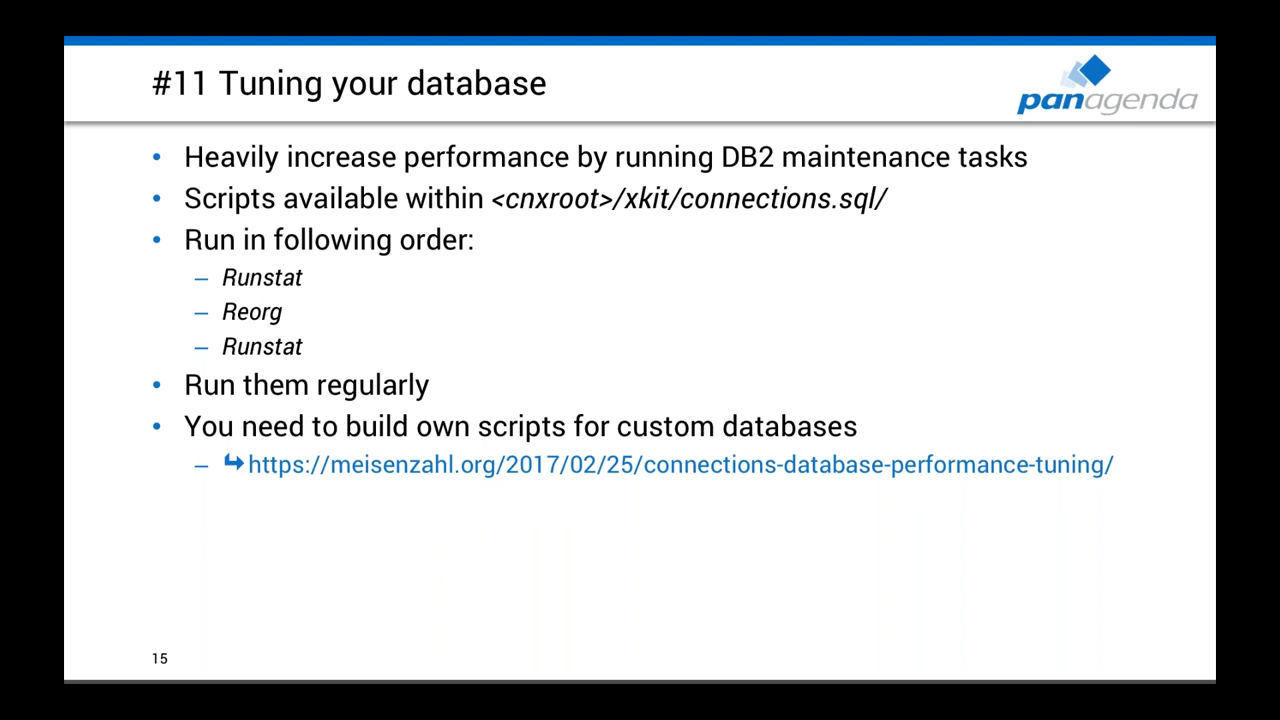 #11 Tuning your database
panagenda
• Heavily increase performance by running DB2 maintenance tasks
• Scripts available within <cnxroot>/xkit/connections.sql/
• Run in following order:
– Runstat
– Reorg
– Runstat
• Run them regularly
• You need to build own scripts for custom databases
– ↪https://meisenzahl.org/2017/02/25/connections-database-performance-tuning/
15